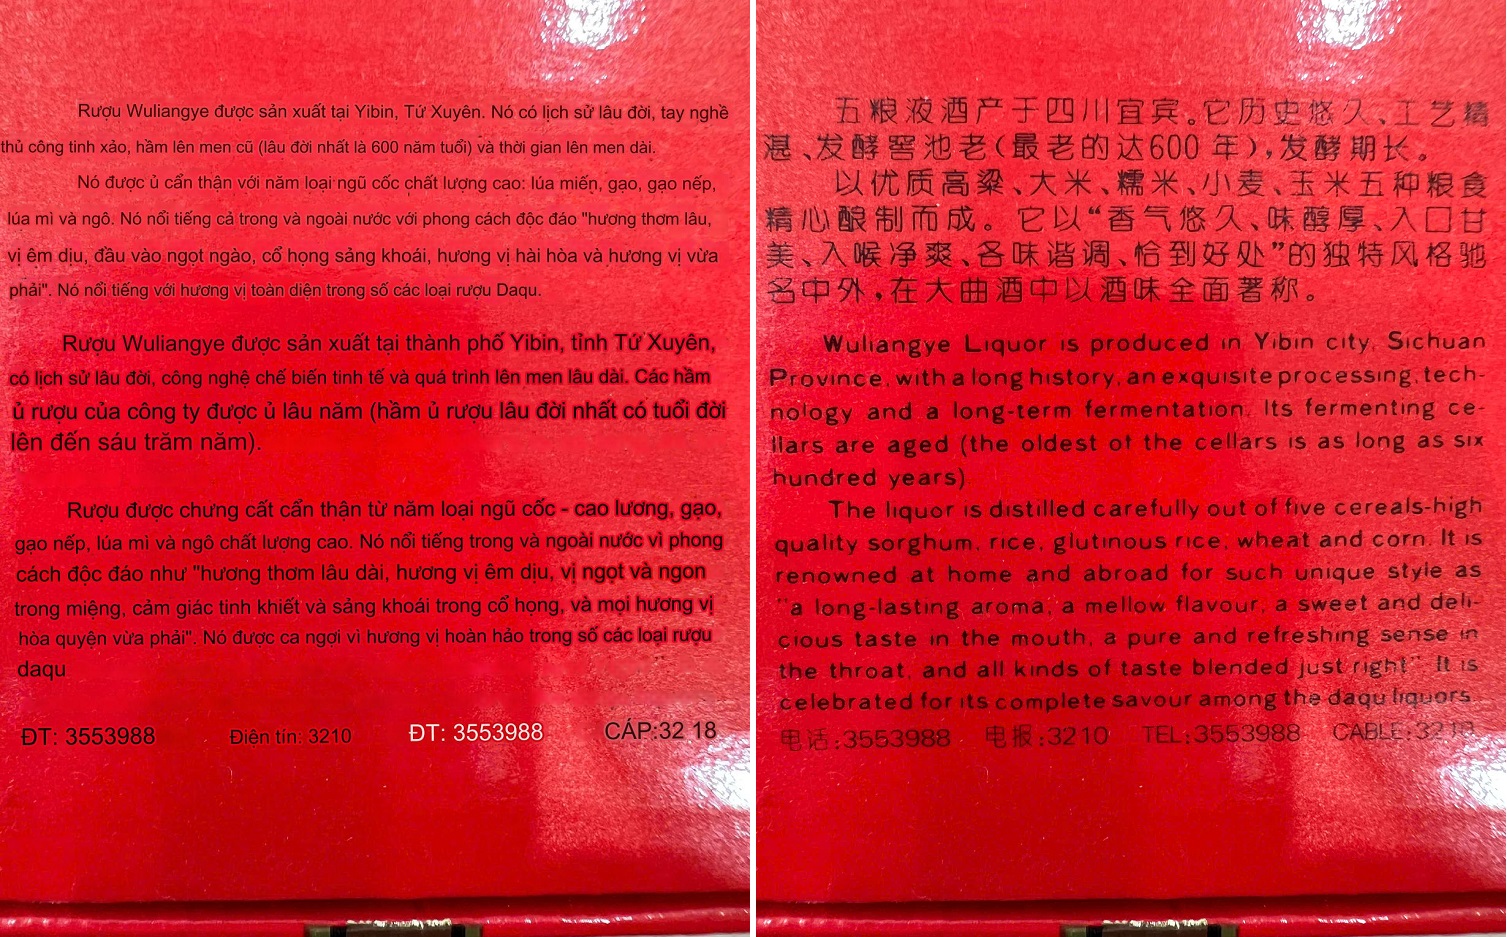 Rượu Wuliangye được sản xuất tại Yibin, Tứ Xuyên. Nó có lịch sử lâu đời, tay nghề
thủ công tinh xảo, hầm lên men cũ (lâu đời nhất là 600 năm tuổi) và thời gian lên men dài.
Nó được ủ cẩn thận với năm loại ngũ cốc chất lượng cao: lúa miến, gạo, gạo nếp,
lúa mì và ngô. Nó nổi tiếng cả trong và ngoài nước với phong cách độc đáo "hương thơm lâu,
vị êm dịu, đầu vào ngọt ngào, cổ họng sảng khoái, hương vị hài hòa và hương vị vừa
phải". Nó nổi tiếng với hương vị toàn diện trong số các loại rượu Daqu.
Rượu Wuliangye được sản xuất tại thành phố Yibin, tỉnh Tứ Xuyên,
có lịch sử lâu đời, công nghệ chế biến tinh tế và quá trình lên men lâu dài. Các hầm
ủ rượu của công ty được ủ lâu năm (hầm ủ rượu lâu đời nhất có tuổi đời
lên đến sáu trăm năm).
Rượu được chưng cất cẩn thận từ năm loại ngũ cốc - cao lương, gạo,
gạo nếp, lúa mì và ngô chất lượng cao. Nó nổi tiếng trong và ngoài nước vì phong
cách độc đáo như "hương thơm lâu dài, hương vị êm dịu, vị ngọt và ngon
trong miệng, cảm giác tinh khiết và sảng khoái trong cổ họng, và mọi hương vị
hòa quyện vừa phải". Nó được ca ngợi vì hương vị hoàn hảo trong số các loại rượu
daqu
ĐT: 3553988 Điện tín: 3210 ĐT: 3553988 CÁP:32 18
五粮液酒产于四川宜宾。它历史悠久、工艺精
湛、发酵窖池老(最老的达600年),发酵期长。
以优质高粱、大米、糯米、小麦、玉米五种粮食
精心酿制而成。它以“香气悠久、味醇厚、入口甘
美、入喉净爽、各味谐调、恰到好处”的独特风格驰
名中外,在大曲酒中以酒味全面著称。
Wuliangye Liquor is produced in Yibin city, Sichuan
Province, with a long history, an exquisite processing, tech-
nology and a long-term fermentation. Its fermenting ce-
llars are aged (the oldest of the cellars is as long as six
hundred years).
The liquor is distilled carefully out of five cereals-high
quality sorghum, rice, glutinous rice, wheat and corn. It is
renowned at home and abroad for such unique style as
"a long-lasting aroma, a mellow flavour, a sweet and deli-
cious taste in the mouth, a pure and refreshing sense in
the throat, and all kinds of taste blended just right". It is
celebrated for its complete savour among the daqu liquors.
电话:3553988 电报:3210 TEL:3553988 CABLE:3218